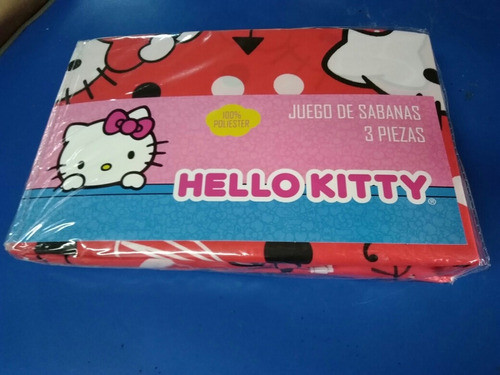 100%
POLIESTER
JUEGO DE SABANAS
3 PIEZAS
HELLO KITTY®